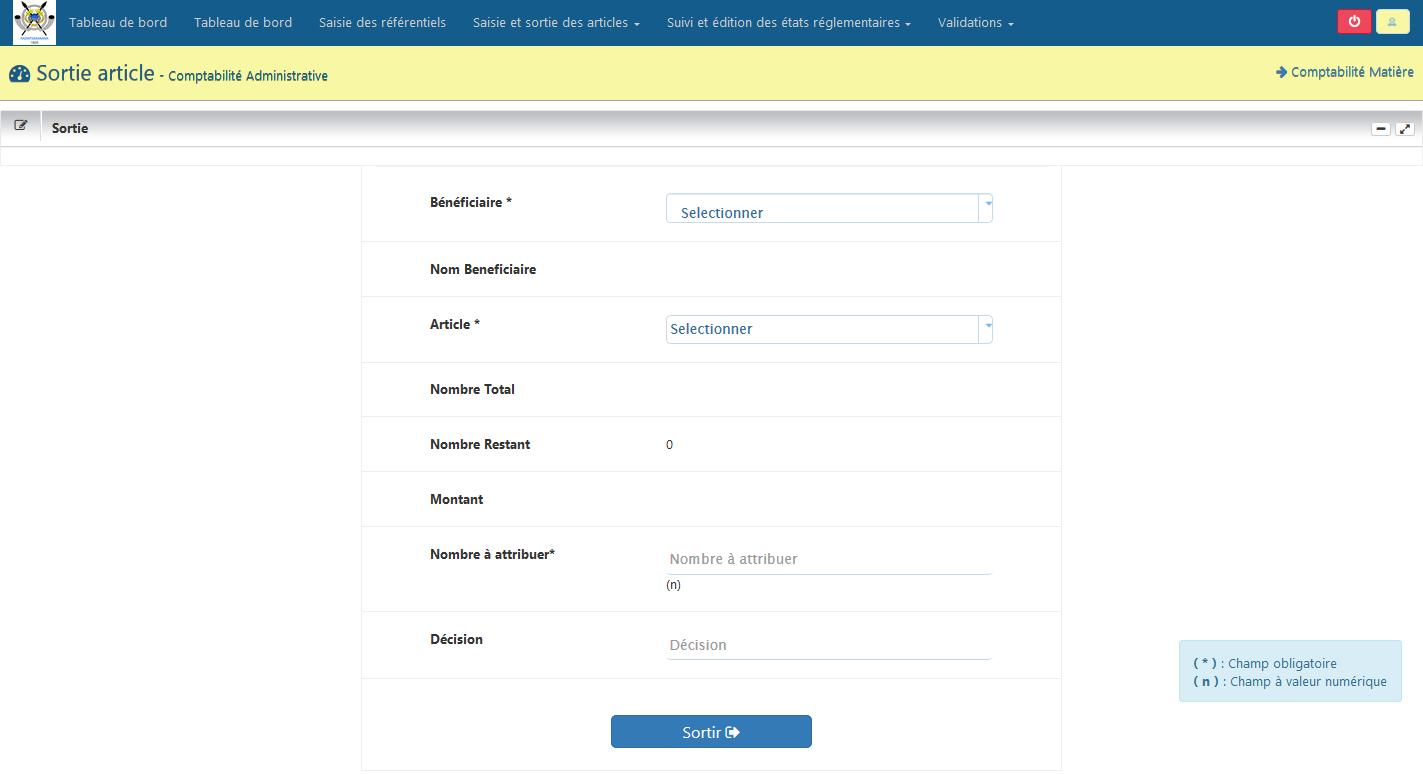 Tableau de bord Tableau de bord Saisie des référentiels Saisie et sortie des articles Suivi et édition des états réglementaires Validations
Sortie article - Comptabilité Administrative Comptabilité Matière
Sortie
Bénéficiaire * Selectionner
Nom Beneficiaire
Article * Selectionner
Nombre Total
Nombre Restant 0
Montant
Nombre à attribuer* Nombre à attribuer
(n)
Décision Décision
( * ) : Champ obligatoire
( n ) : Champ à valeur numérique
Sortir